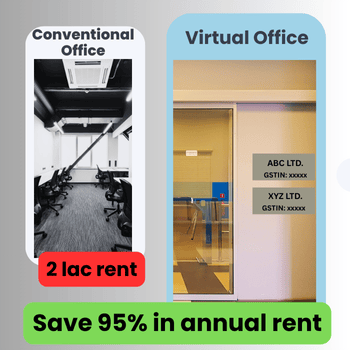 Conventional
Office
Virtual Office
ABC LTD.
GSTIN: xxxxx
XYZ LTD.
GSTIN: xxxxx
2 lac rent
Save 95% in annual rent